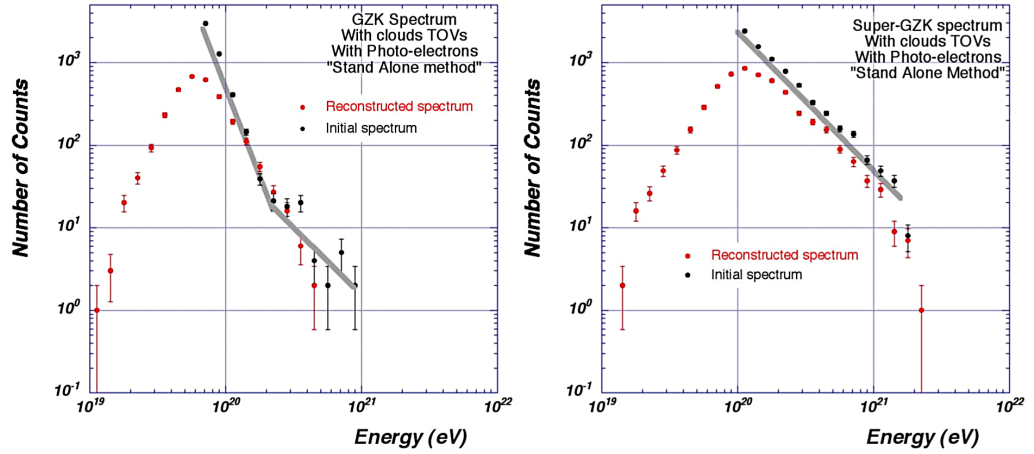 GZK Spectrum
With clouds TOVs
With Photo-electrons
"Stand Alone method"
Reconstructed spectrum
Initial spectrum
Number of Counts
10^3
10^2
10^1
10^0
10^-1
10^19
10^20
10^21
10^22
Energy (eV)
Super-GZK spectrum
With clouds TOVs
With Photo-electrons
"Stand Alone Method"
Reconstructed spectrum
Initial spectrum
Number of Counts
10^3
10^2
10^1
10^0
10^-1
10^19
10^20
10^21
10^22
Energy (eV)